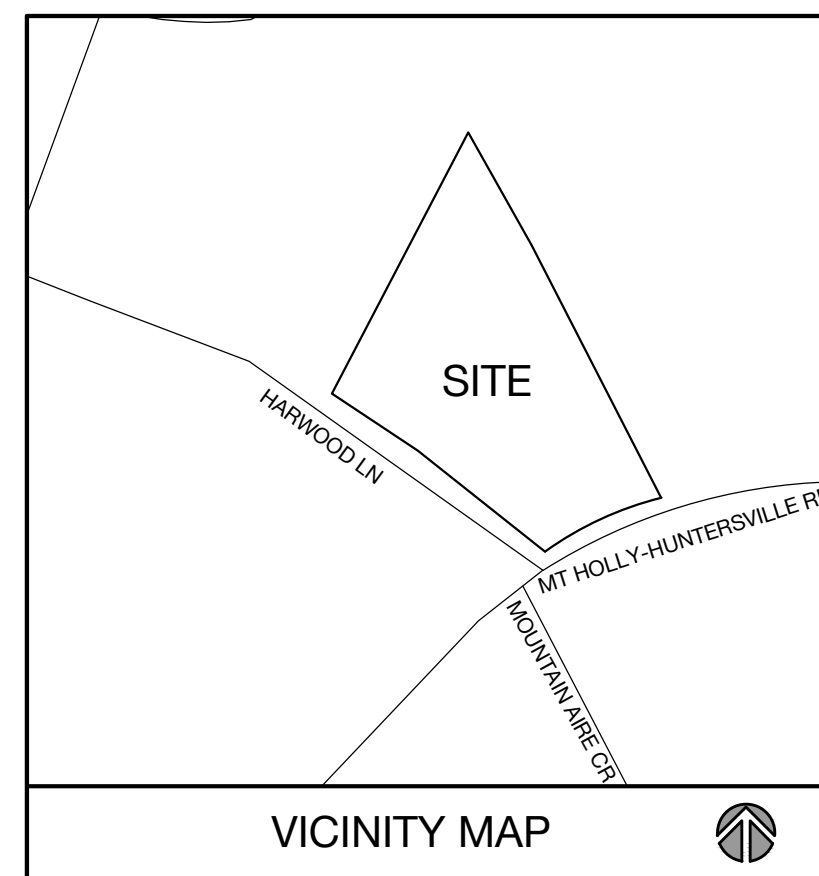 SITE
HARWOOD LN
MT HOLLY-HUNTERSVILLE R
MOUNTAIN AIRE CR
VICINITY MAP